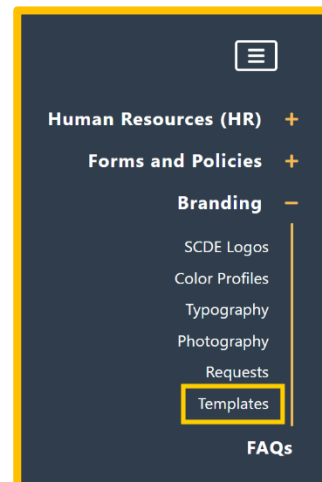 Human Resources (HR) +
Forms and Policies +
Branding −
SCDE Logos
Color Profiles
Typography
Photography
Requests
Templates
FAQs